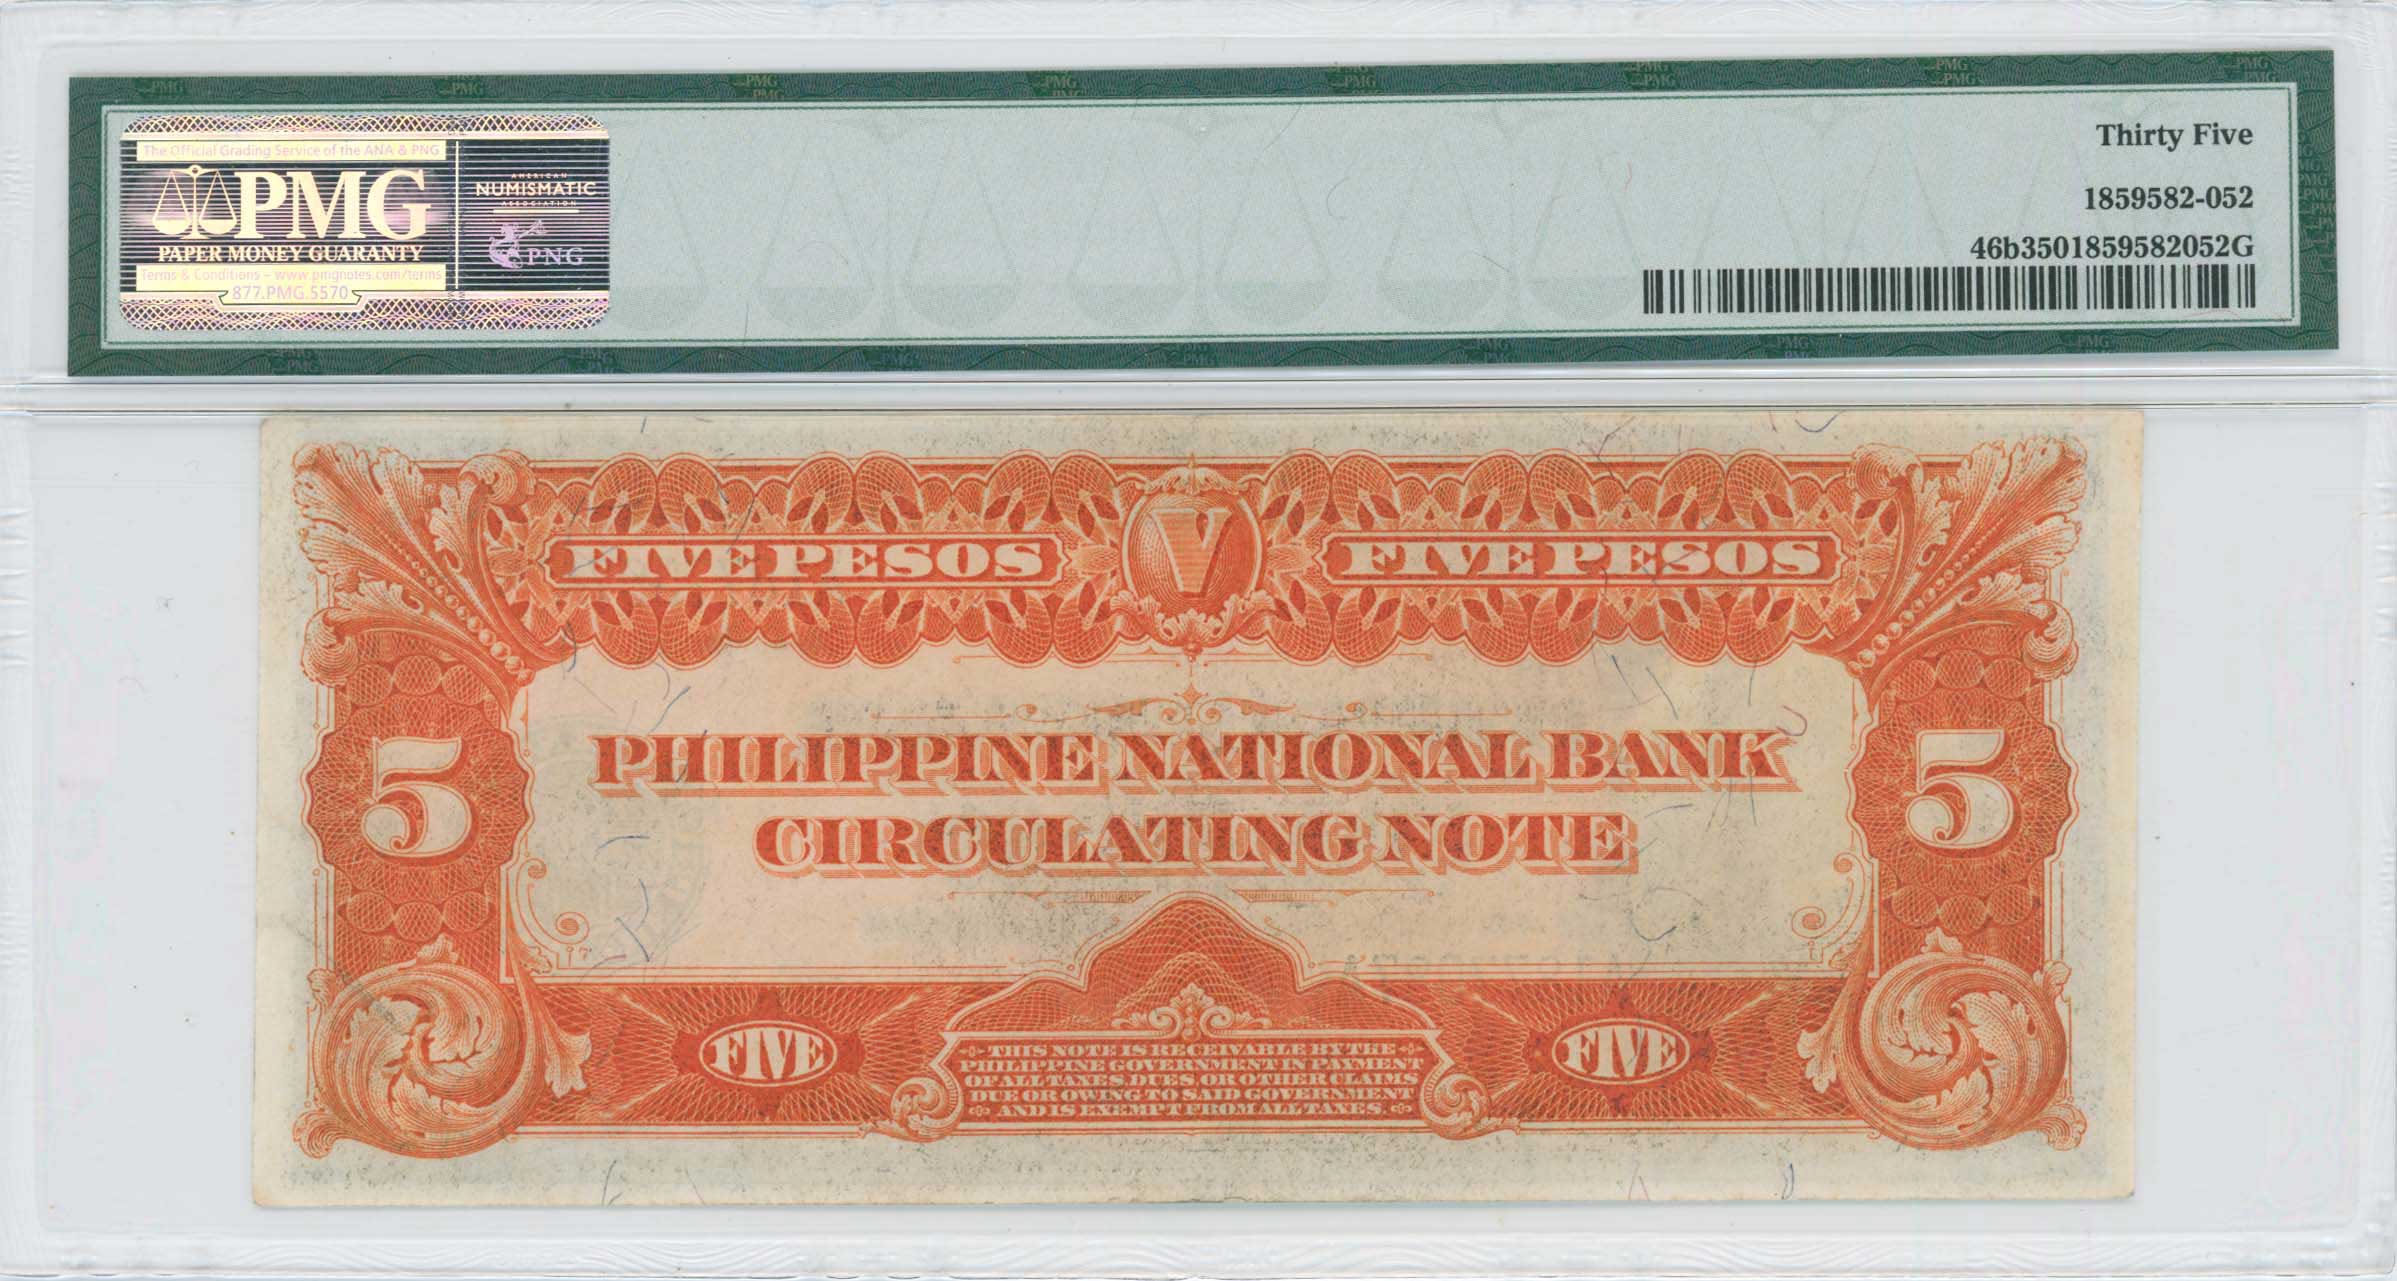 The Official Grading Service of the ANA & PNG
PMG
PAPER MONEY GUARANTY
Terms & Conditions - www.pmgnotes.com/terms
877.PMG.5570
AMERICAN
NUMISMATIC
ASSOCIATION
PNG
Thirty Five
1859582-052
46b3501859582052G
V
FIVE PESOS FIVE PESOS
5 5
PHILIPPINE NATIONAL BANK
CIRCULATING NOTE
FIVE FIVE
THIS NOTE IS RECEIVABLE BY THE
PHILIPPINE GOVERNMENT IN PAYMENT
OF ALL TAXES, DUES, OR OTHER CLAIMS
DUE OR OWING TO SAID GOVERNMENT
AND IS EXEMPT FROM ALL TAXES.